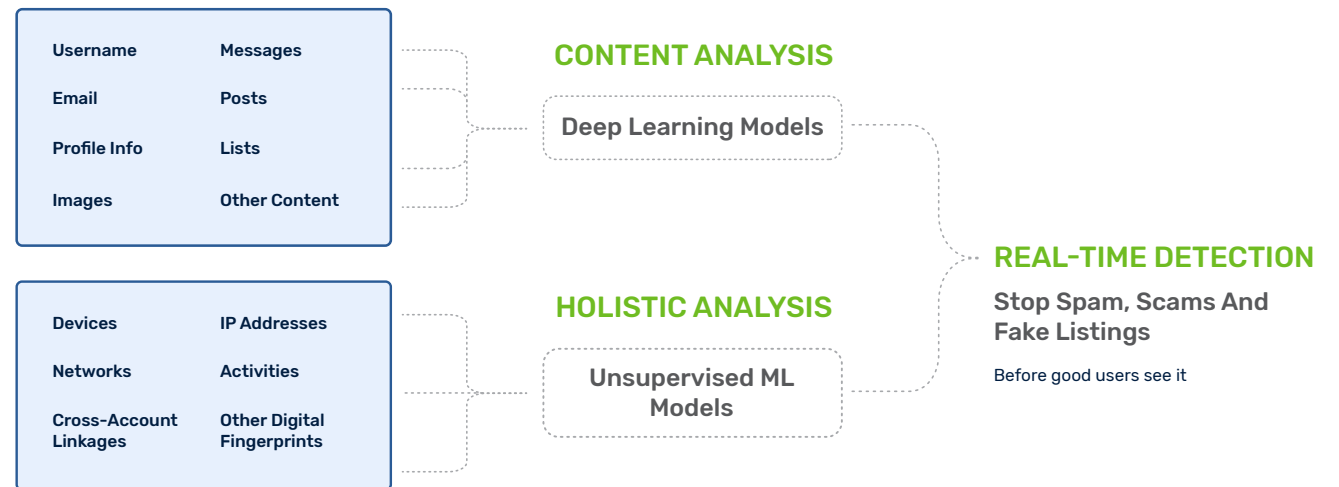 Username
Messages
Email
Posts
Profile Info
Lists
Images
Other Content
CONTENT ANALYSIS
Deep Learning Models
Devices
IP Addresses
Networks
Activities
Cross-Account
Linkages
Other Digital
Fingerprints
HOLISTIC ANALYSIS
Unsupervised ML
Models
REAL-TIME DETECTION
Stop Spam, Scams And
Fake Listings
Before good users see it